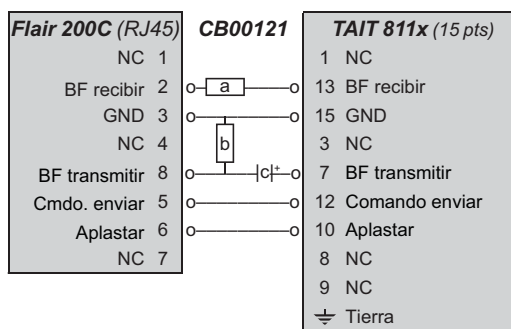 Flair 200C (RJ45) CB00121 TAIT 811x (15 pts)
NC 1 1 NC
BF recibir 2 a 13 BF recibir
GND 3 15 GND
NC 4 b 3 NC
BF transmitir 8 c + 7 BF transmitir
Cmdo. enviar 5 12 Comando enviar
Aplastar 6 10 Aplastar
NC 7 8 NC
9 NC
Tierra